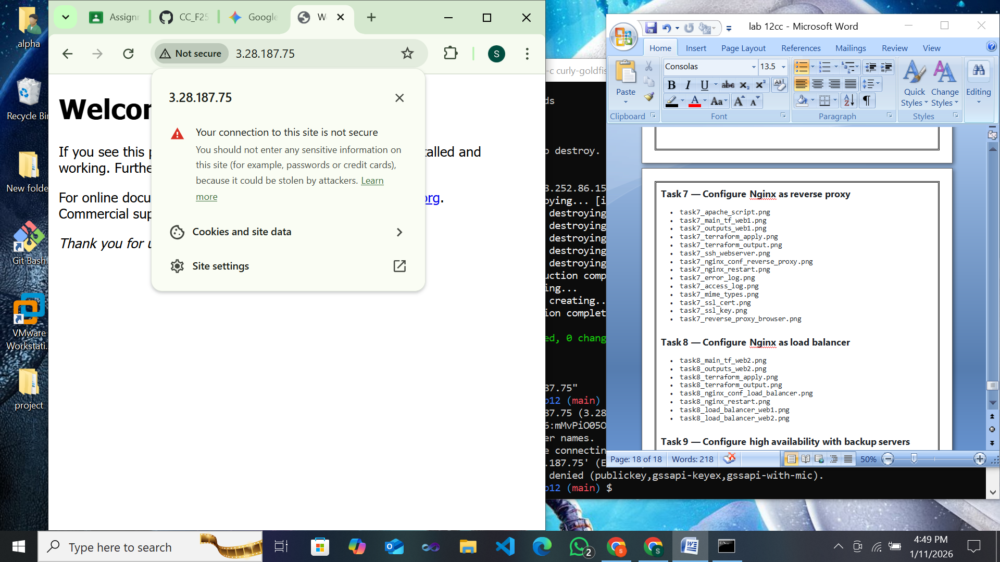 alpha
Recycle Bi
New folde
Git Bash
VMware
Workstati...
project
Assignr
CC_F25
Google
W
Not secure
3.28.187.75
S
Welcor
If you see this
talled and
working. Furthe
For online docu
org.
Commercial sup
Thank you for u
3.28.187.75
Your connection to this site is not secure
You should not enter any sensitive information on
this site (for example, passwords or credit cards),
because it could be stolen by attackers. Learn
more
Cookies and site data
Site settings
-c curly-goldfis
ds
o destroy.
3.252.86.15
oying... [i
destroying
destroying
destroying
destroying
destroying
uction comp
ing...
creating..
ion complet
ed, 0 chang
87.75"
b12 (main)
87.75 (3.28
6:mMvPiO05O
er names.
e connectin
.187.75' (E
denied (publickey,gssapi-keyex,gssapi-with-mic).
b12 (main) $
lab 12cc - Microsoft Word
Home
Insert
Page Layout
References
Mailings
Review
View
Paste
Clipboard
Consolas
13.5
B I U abc x₂ x²
A Aa A A
Font
Paragraph
Quick
Styles
Change
Styles
Styles
Editing
Task 7 — Configure Nginx as reverse proxy
• task7_apache_script.png
• task7_main_tf_web1.png
• task7_outputs_web1.png
• task7_terraform_apply.png
• task7_terraform_output.png
• task7_ssh_webserver.png
• task7_nginx_conf_reverse_proxy.png
• task7_nginx_restart.png
• task7_error_log.png
• task7_access_log.png
• task7_mime_types.png
• task7_ssl_cert.png
• task7_ssl_key.png
• task7_reverse_proxy_browser.png
Task 8 — Configure Nginx as load balancer
• task8_main_tf_web2.png
• task8_outputs_web2.png
• task8_terraform_apply.png
• task8_terraform_output.png
• task8_nginx_conf_load_balancer.png
• task8_nginx_restart.png
• task8_load_balancer_web1.png
• task8_load_balancer_web2.png
Task 9 — Configure high availability with backup servers
Page: 18 of 18
Words: 218
50%
Type here to search
2
4:49 PM
1/11/2026